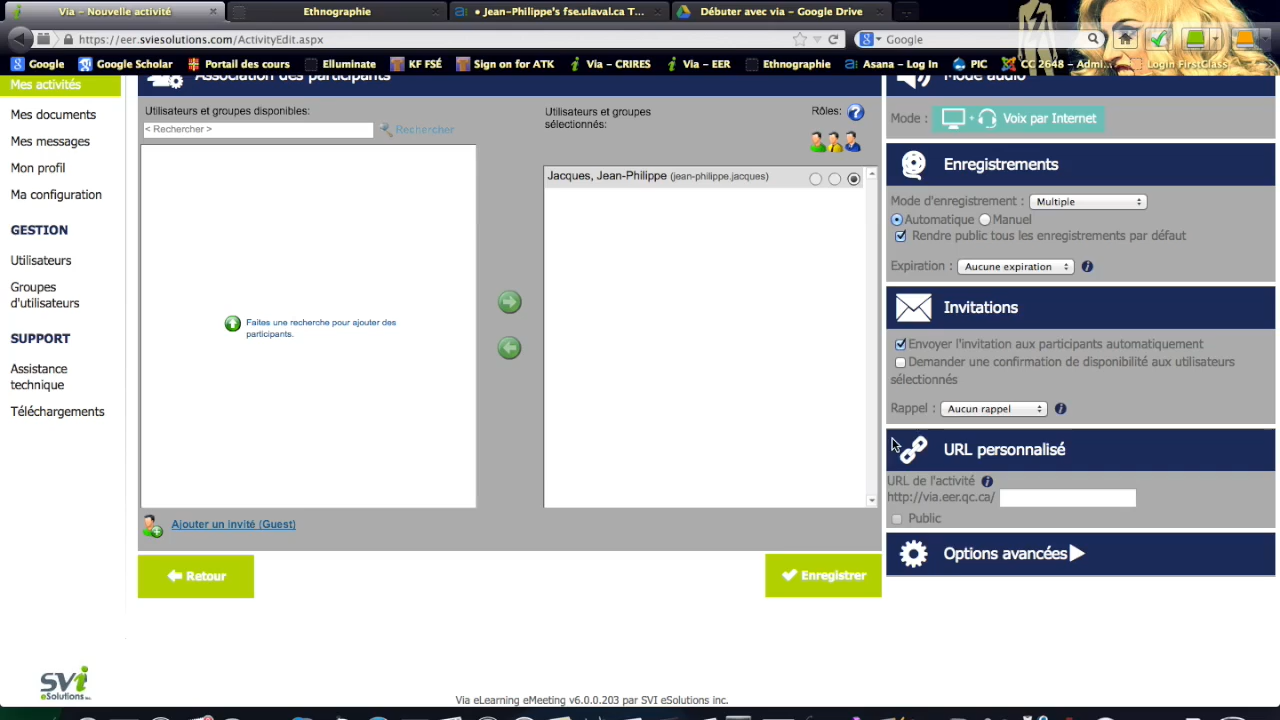 Via – Nouvelle activité
Ethnographie
• Jean-Philippe's fse.ulaval.ca T...
Débuter avec via – Google Drive
https://eer.sviesolutions.com/ActivityEdit.aspx
Google
Google
Google Scholar
Portail des cours
Elluminate
KF FSÉ
Sign on for ATK
Via – CRIRES
Via – EER
Ethnographie
Asana – Log In
PIC
CC 2648 – Admi...
Login FirstClass
Mes activités
Mes documents
Mes messages
Mon profil
Ma configuration
GESTION
Utilisateurs
Groupes
d'utilisateurs
SUPPORT
Assistance
technique
Téléchargements
SVi
eSolutions inc.
Association des participants
Utilisateurs et groupes disponibles:
< Rechercher >
Rechercher
Faites une recherche pour ajouter des
participants.
Utilisateurs et groupes
sélectionnés:
Rôles:
Jacques, Jean-Philippe (jean-philippe.jacques)
Ajouter un invité (Guest)
Retour
Enregistrer
Mode audio
Mode :
+
Voix par Internet
Enregistrements
Mode d'enregistrement :
Multiple
Automatique
Manuel
Rendre public tous les enregistrements par défaut
Expiration :
Aucune expiration
Invitations
Envoyer l'invitation aux participants automatiquement
Demander une confirmation de disponibilité aux utilisateurs
sélectionnés
Rappel :
Aucun rappel
URL personnalisé
URL de l'activité
http://via.eer.qc.ca/
Public
Options avancées
Via eLearning eMeeting v6.0.0.203 par SVI eSolutions inc.